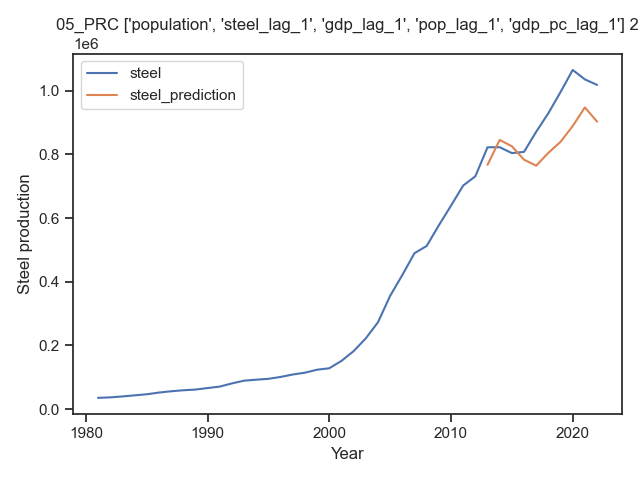 05_PRC ['population', 'steel_lag_1', 'gdp_lag_1', 'pop_lag_1', 'gdp_pc_lag_1'] 2
1e6
steel
steel_prediction
1.0
0.8
0.6
0.4
0.2
0.0
Steel production
1980 1990 2000 2010 2020
Year